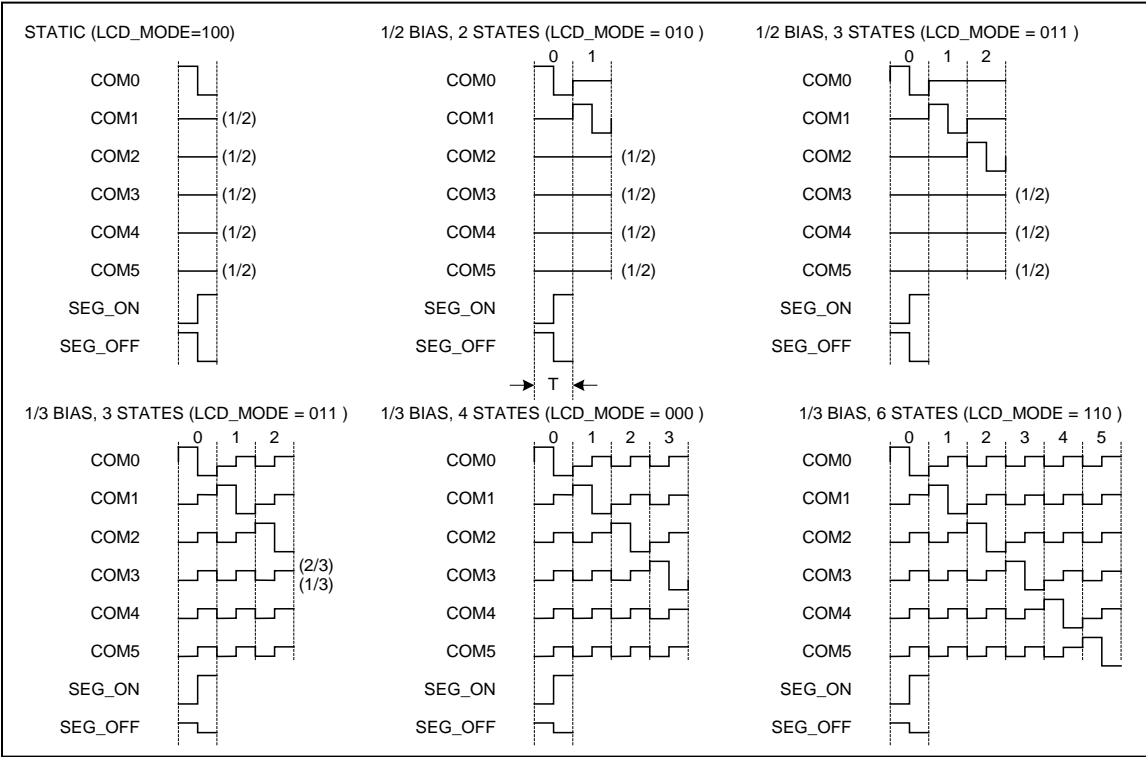 STATIC (LCD_MODE=100)
COM0
COM1 (1/2)
COM2 (1/2)
COM3 (1/2)
COM4 (1/2)
COM5 (1/2)
SEG_ON
SEG_OFF
1/2 BIAS, 2 STATES (LCD_MODE = 010 )
0 1
COM0
COM1
COM2 (1/2)
COM3 (1/2)
COM4 (1/2)
COM5 (1/2)
SEG_ON
SEG_OFF
T
1/2 BIAS, 3 STATES (LCD_MODE = 011 )
0 1 2
COM0
COM1
COM2
COM3 (1/2)
COM4 (1/2)
COM5 (1/2)
SEG_ON
SEG_OFF
1/3 BIAS, 3 STATES (LCD_MODE = 011 )
0 1 2
COM0
COM1
COM2
(2/3)
COM3
(1/3)
COM4
COM5
SEG_ON
SEG_OFF
1/3 BIAS, 4 STATES (LCD_MODE = 000 )
0 1 2 3
COM0
COM1
COM2
COM3
COM4
COM5
SEG_ON
SEG_OFF
1/3 BIAS, 6 STATES (LCD_MODE = 110 )
0 1 2 3 4 5
COM0
COM1
COM2
COM3
COM4
COM5
SEG_ON
SEG_OFF